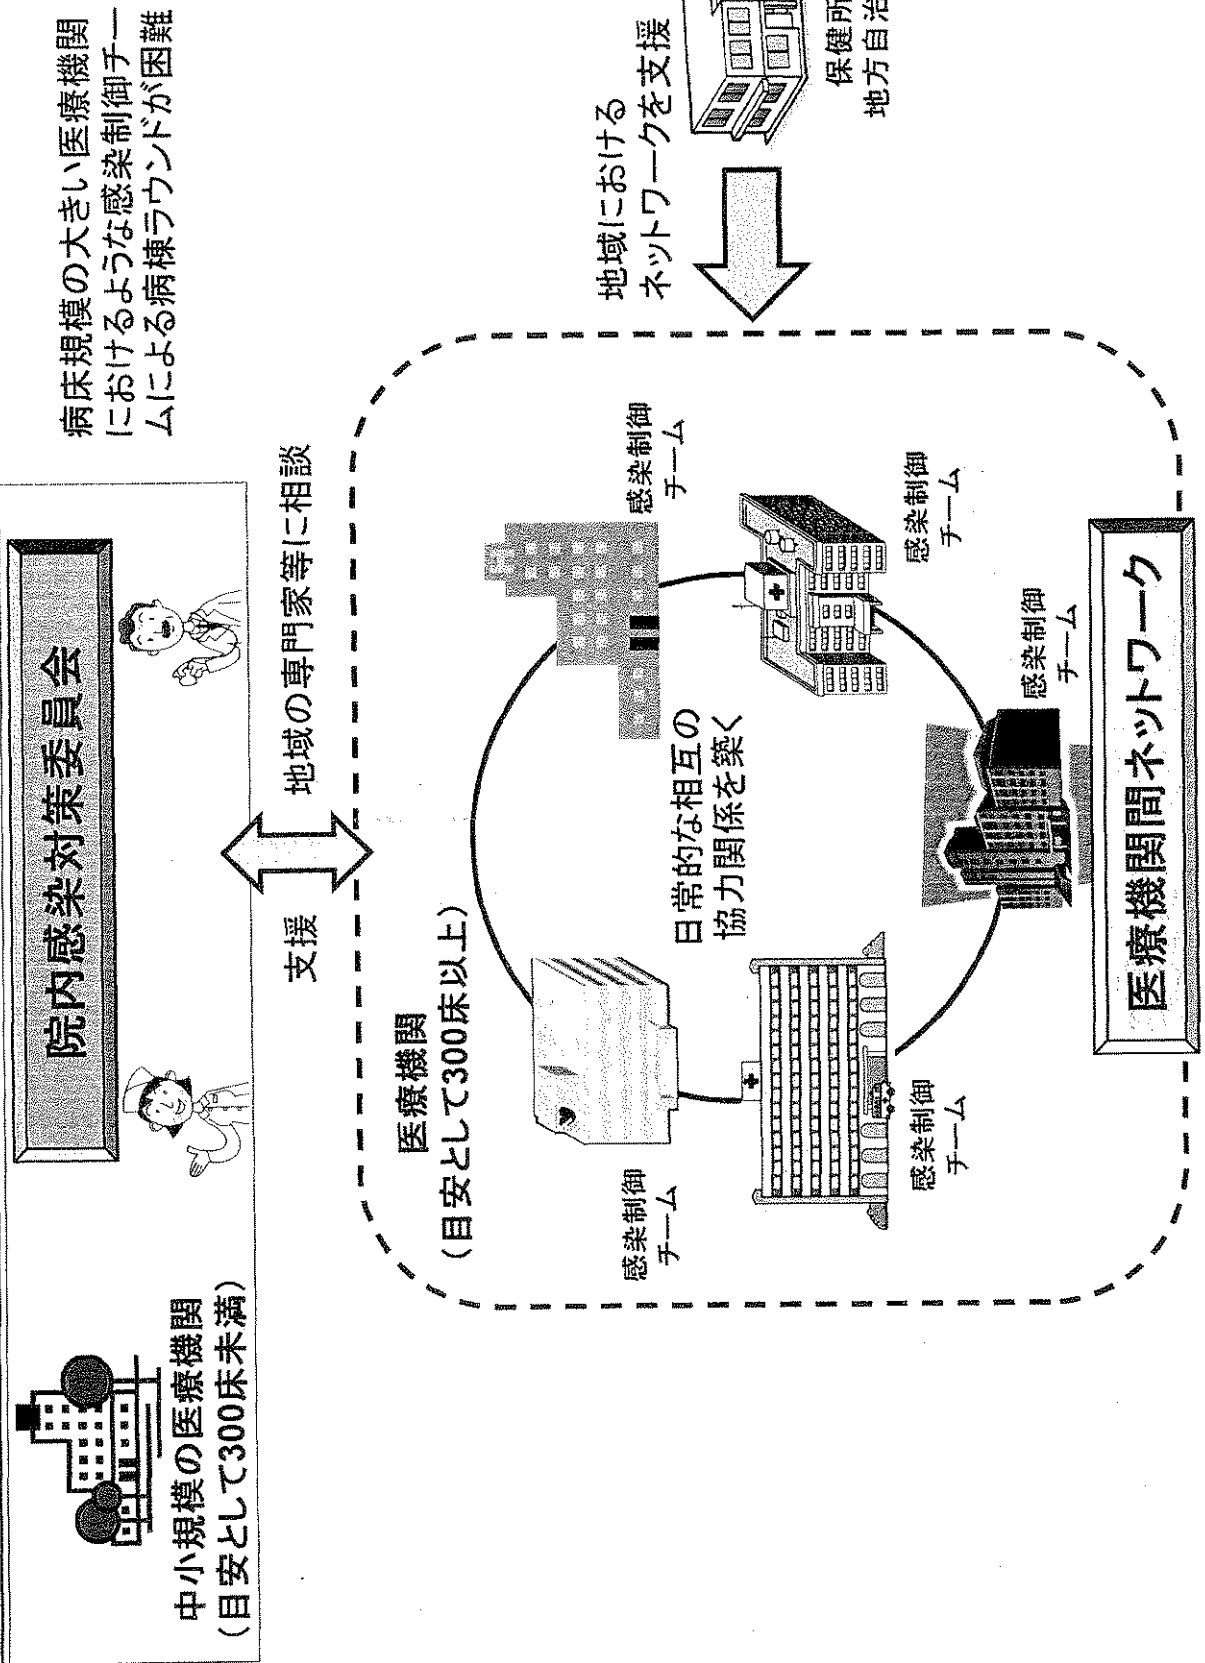 院内感染対策委員会
中小規模の医療機関
(目安として300床未満)
病床規模の大きい医療機関
におけるような感染制御チー
ムによる病棟ラウンドが困難
支援
地域の専門家等に相談
医療機関
(目安として300床以上)
感染制御
チーム
感染制御
チーム
日常的な相互の
協力関係を築く
感染制御
チーム
感染制御
チーム
感染制御
チーム
医療機関間ネットワーク
地域における
ネットワークを支援
保健所
地方自治